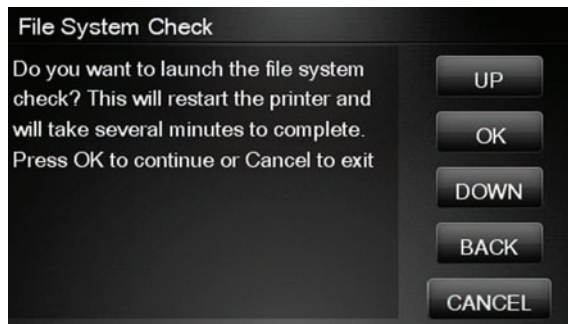 File System Check
Do you want to launch the file system
check? This will restart the printer and
will take several minutes to complete.
Press OK to continue or Cancel to exit
UP
OK
DOWN
BACK
CANCEL